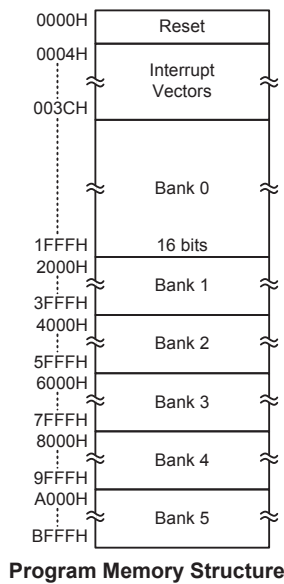 0000H
Reset
0004H
Interrupt
Vectors
003CH
Bank 0
1FFFH
16 bits
2000H
Bank 1
3FFFH
4000H
Bank 2
5FFFH
6000H
Bank 3
7FFFH
8000H
Bank 4
9FFFH
A000H
Bank 5
BFFFH
Program Memory Structure